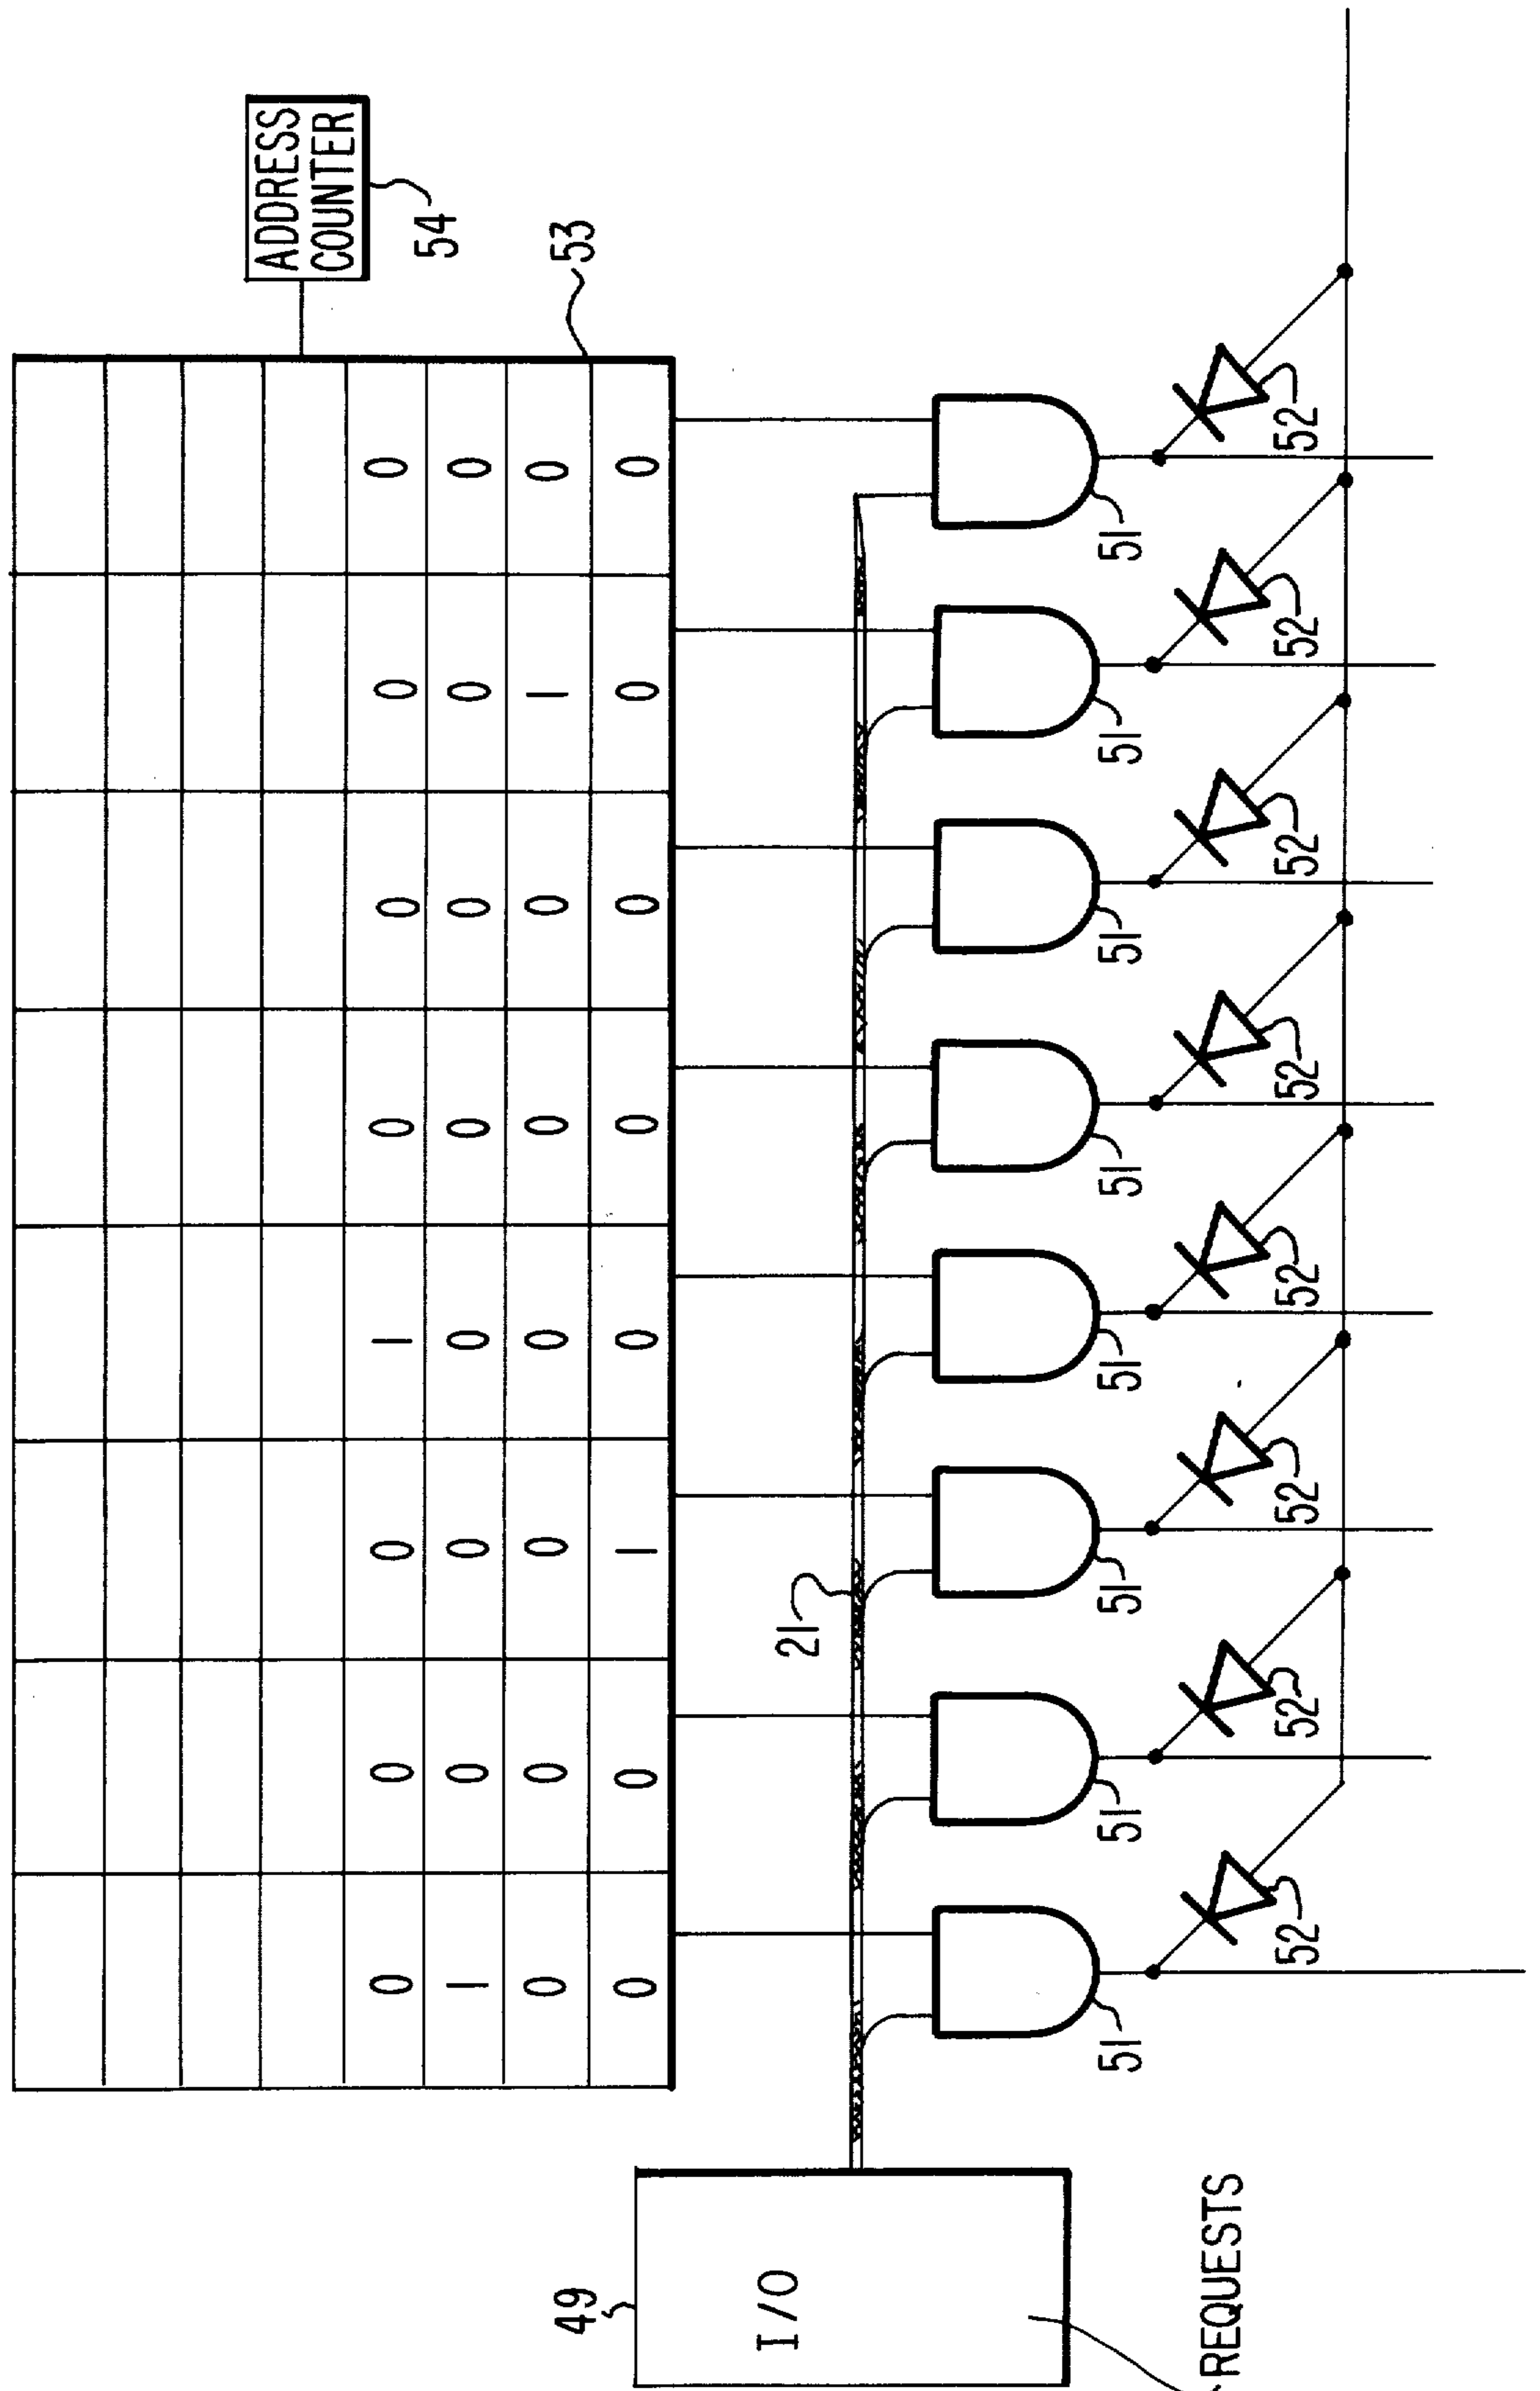 ADDRESS
COUNTER
0 0 0 1 0 0 0 0
54
1 0 0 0 0 0 0 0
0 0 0 0 0 0 1 0
53
49
0 0 1 0 0 0 0 0
I/O
21
51 51 51 51 51 51 51 51
REQUESTS
52 52 52 52 52 52 52 52